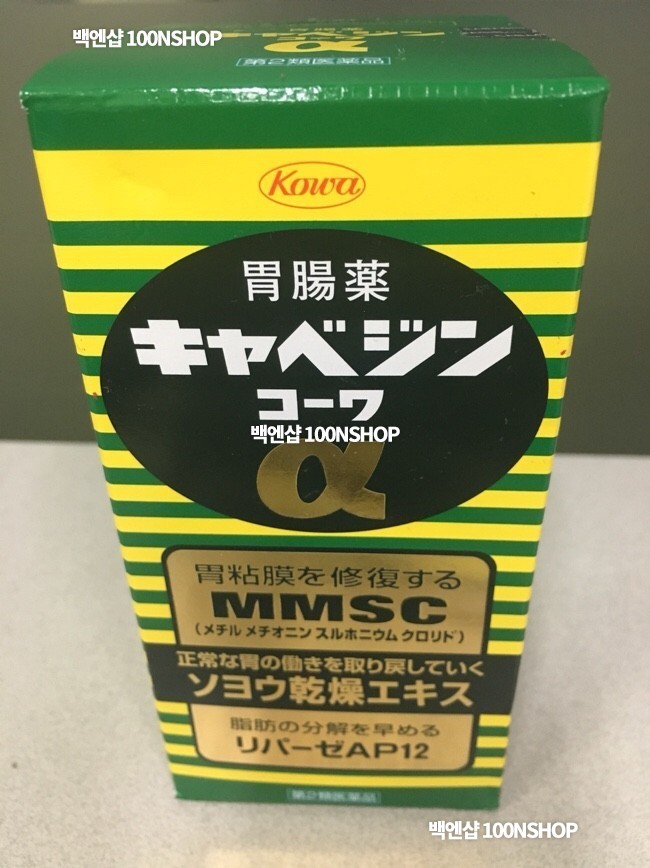 백엔샵 100NSHOP
キャベジン
α
第2類医薬品
Kowa
胃腸薬
キャベジン
コーワ
백엔샵 100NSHOP
α
胃粘膜を修復する
MMSC
(メチルメチオニンスルホニウムクロリド)
正常な胃の働きを取り戻していく
ソヨウ乾燥エキス
脂肪の分解を早める
リパーゼAP12
第2類医薬品
백엔샵 100NSHOP